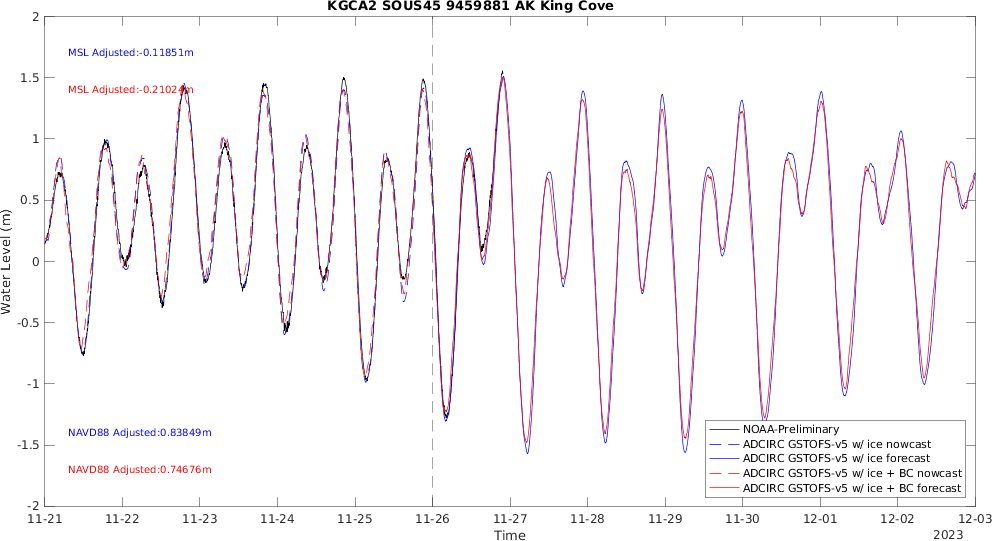 KGCA2 SOUS45 9459881 AK King Cove
2
1.5
1
0.5
0
-0.5
-1
-1.5
-2
Water Level (m)
MSL Adjusted:-0.11851m
MSL Adjusted:-0.21024m
NAVD88 Adjusted:0.83849m
NAVD88 Adjusted:0.74676m
NOAA-Preliminary
ADCIRC GSTOFS-v5 w/ ice nowcast
ADCIRC GSTOFS-v5 w/ ice forecast
ADCIRC GSTOFS-v5 w/ ice + BC nowcast
ADCIRC GSTOFS-v5 w/ ice + BC forecast
11-21 11-22 11-23 11-24 11-25 11-26 11-27 11-28 11-29 11-30 12-01 12-02 12-03
Time
2023